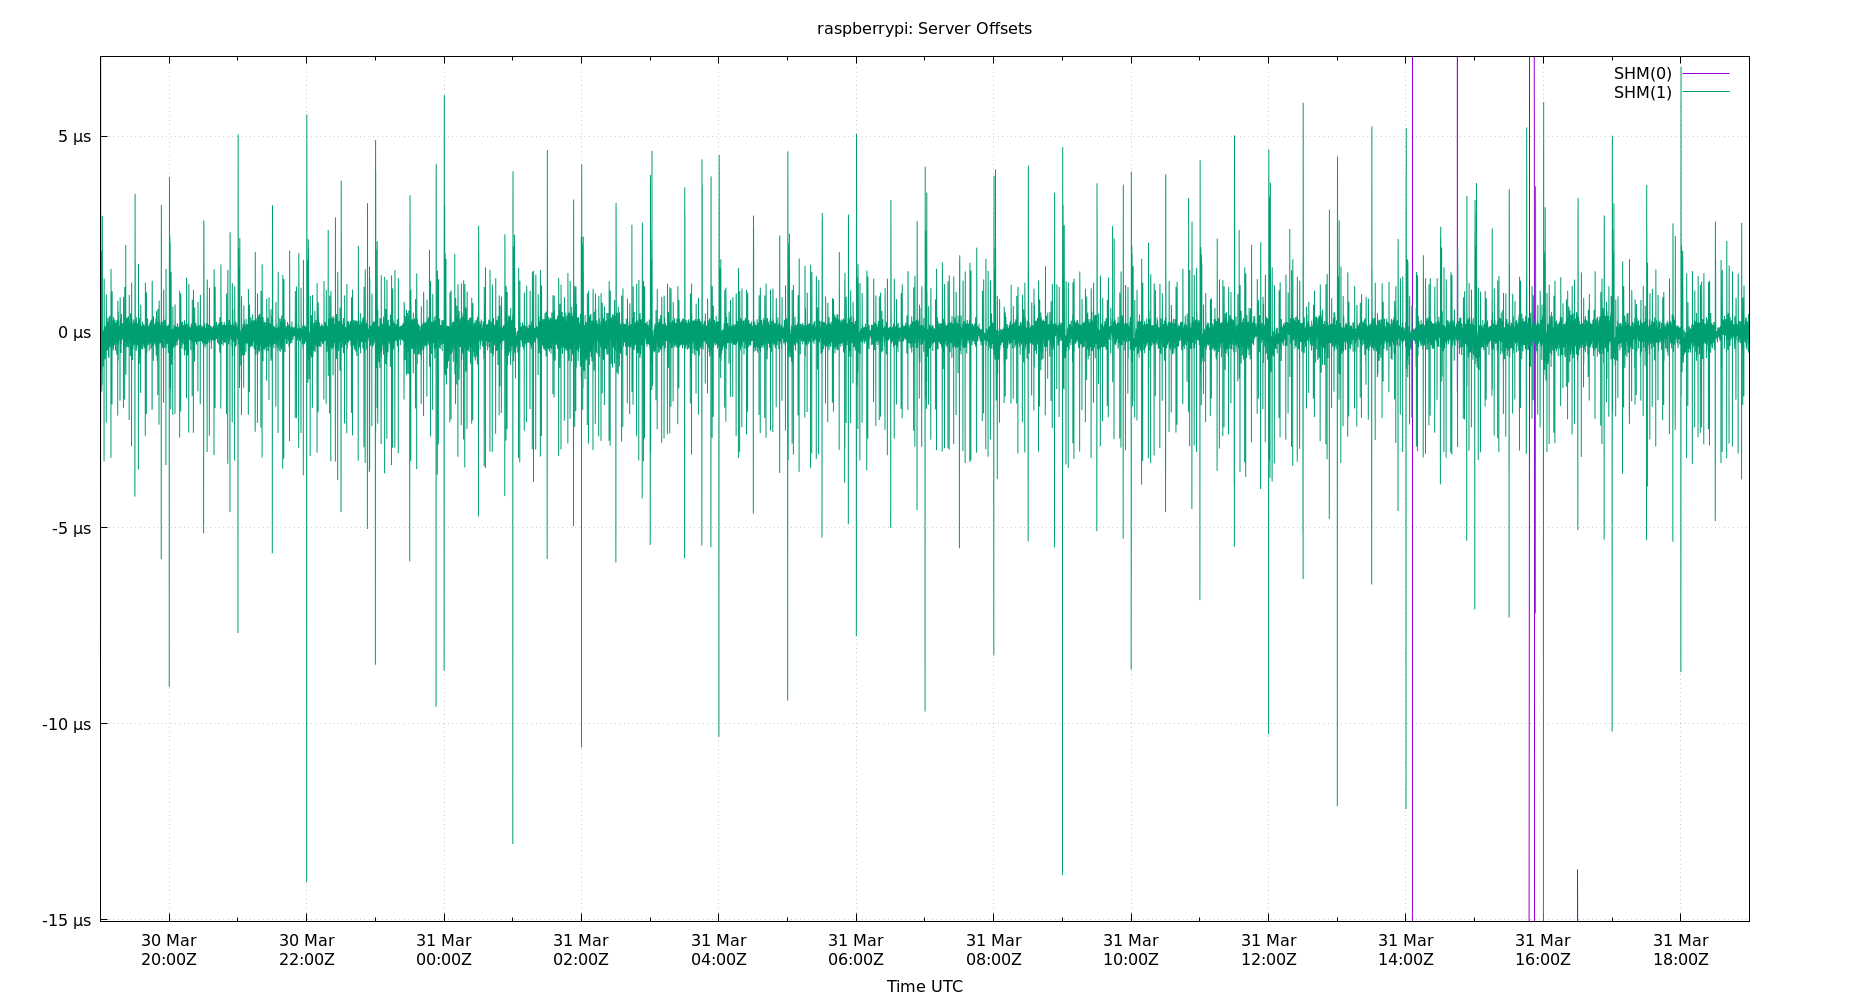 raspberrypi: Server Offsets
SHM(0)
SHM(1)
5 µs
0 µs
-5 µs
-10 µs
-15 µs
30 Mar 30 Mar 31 Mar 31 Mar 31 Mar 31 Mar 31 Mar 31 Mar 31 Mar 31 Mar 31 Mar 31 Mar
20:00Z 22:00Z 00:00Z 02:00Z 04:00Z 06:00Z 08:00Z 10:00Z 12:00Z 14:00Z 16:00Z 18:00Z
Time UTC